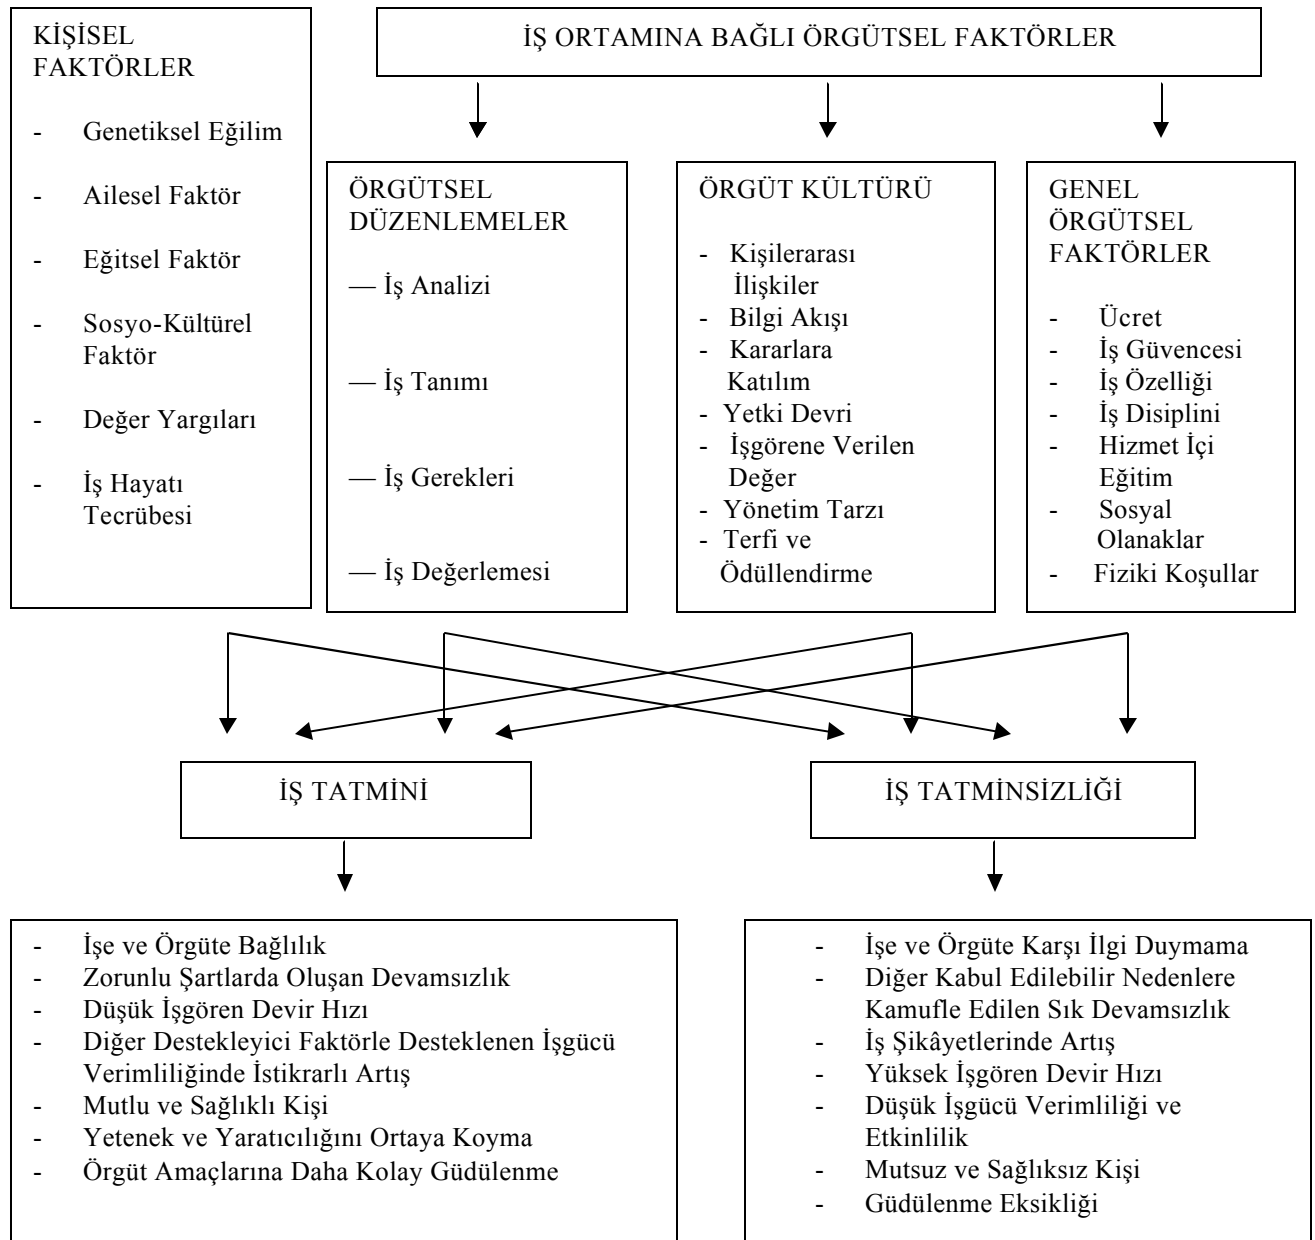 KİŞİSEL
FAKTÖRLER
- Genetiksel Eğilim
- Ailesel Faktör
- Eğitsel Faktör
- Sosyo-Kültürel
Faktör
- Değer Yargıları
- İş Hayatı
Tecrübesi
İŞ ORTAMINA BAĞLI ÖRGÜTSEL FAKTÖRLER
ÖRGÜTSEL
DÜZENLEMELER
— İş Analizi
— İş Tanımı
— İş Gerekleri
— İş Değerlemesi
ÖRGÜT KÜLTÜRÜ
- Kişilerarası
İlişkiler
- Bilgi Akışı
- Kararlara
Katılım
- Yetki Devri
- İşgörene Verilen
Değer
- Yönetim Tarzı
- Terfi ve
Ödüllendirme
GENEL
ÖRGÜTSEL
FAKTÖRLER
- Ücret
- İş Güvencesi
- İş Özelliği
- İş Disiplini
- Hizmet İçi
Eğitim
- Sosyal
Olanaklar
- Fiziki Koşullar
İŞ TATMİNİ
İŞ TATMİNSİZLİĞİ
- İşe ve Örgüte Bağlılık
- Zorunlu Şartlarda Oluşan Devamsızlık
- Düşük İşgören Devir Hızı
- Diğer Destekleyici Faktörle Desteklenen İşgücü
Verimliliğinde İstikrarlı Artış
- Mutlu ve Sağlıklı Kişi
- Yetenek ve Yaratıcılığını Ortaya Koyma
- Örgüt Amaçlarına Daha Kolay Güdülenme
- İşe ve Örgüte Karşı İlgi Duymama
- Diğer Kabul Edilebilir Nedenlere
Kamufle Edilen Sık Devamsızlık
- İş Şikâyetlerinde Artış
- Yüksek İşgören Devir Hızı
- Düşük İşgücü Verimliliği ve
Etkinlilik
- Mutsuz ve Sağlıksız Kişi
- Güdülenme Eksikliği